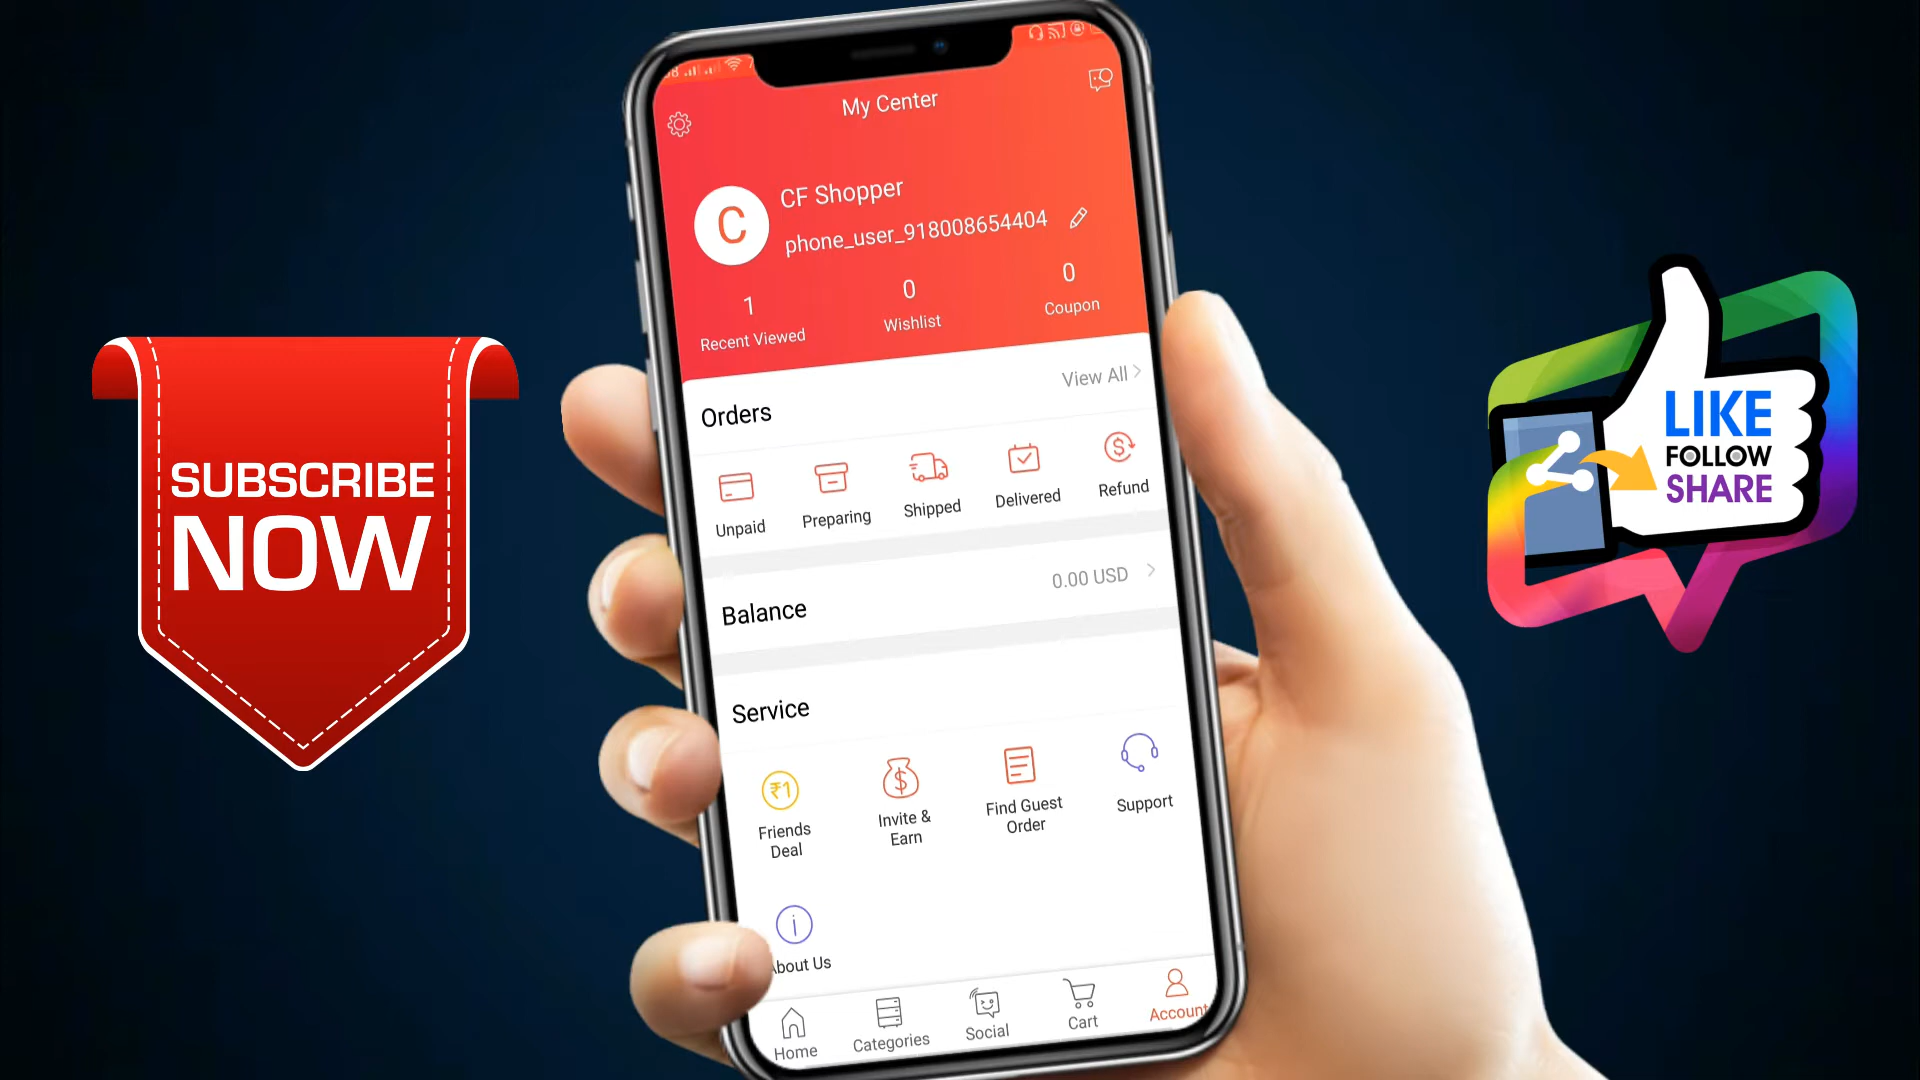 My Center
C
CF Shopper
phone_user_918008654404
1
Recent Viewed
0
Wishlist
0
Coupon
Orders
View All
Unpaid
Preparing
Shipped
Delivered
Refund
Balance
0.00 USD
Service
₹1
Friends
Deal
Invite &
Earn
Find Guest
Order
Support
About Us
Home
Categories
Social
Cart
Account
SUBSCRIBE
NOW
LIKE
FOLLOW
SHARE